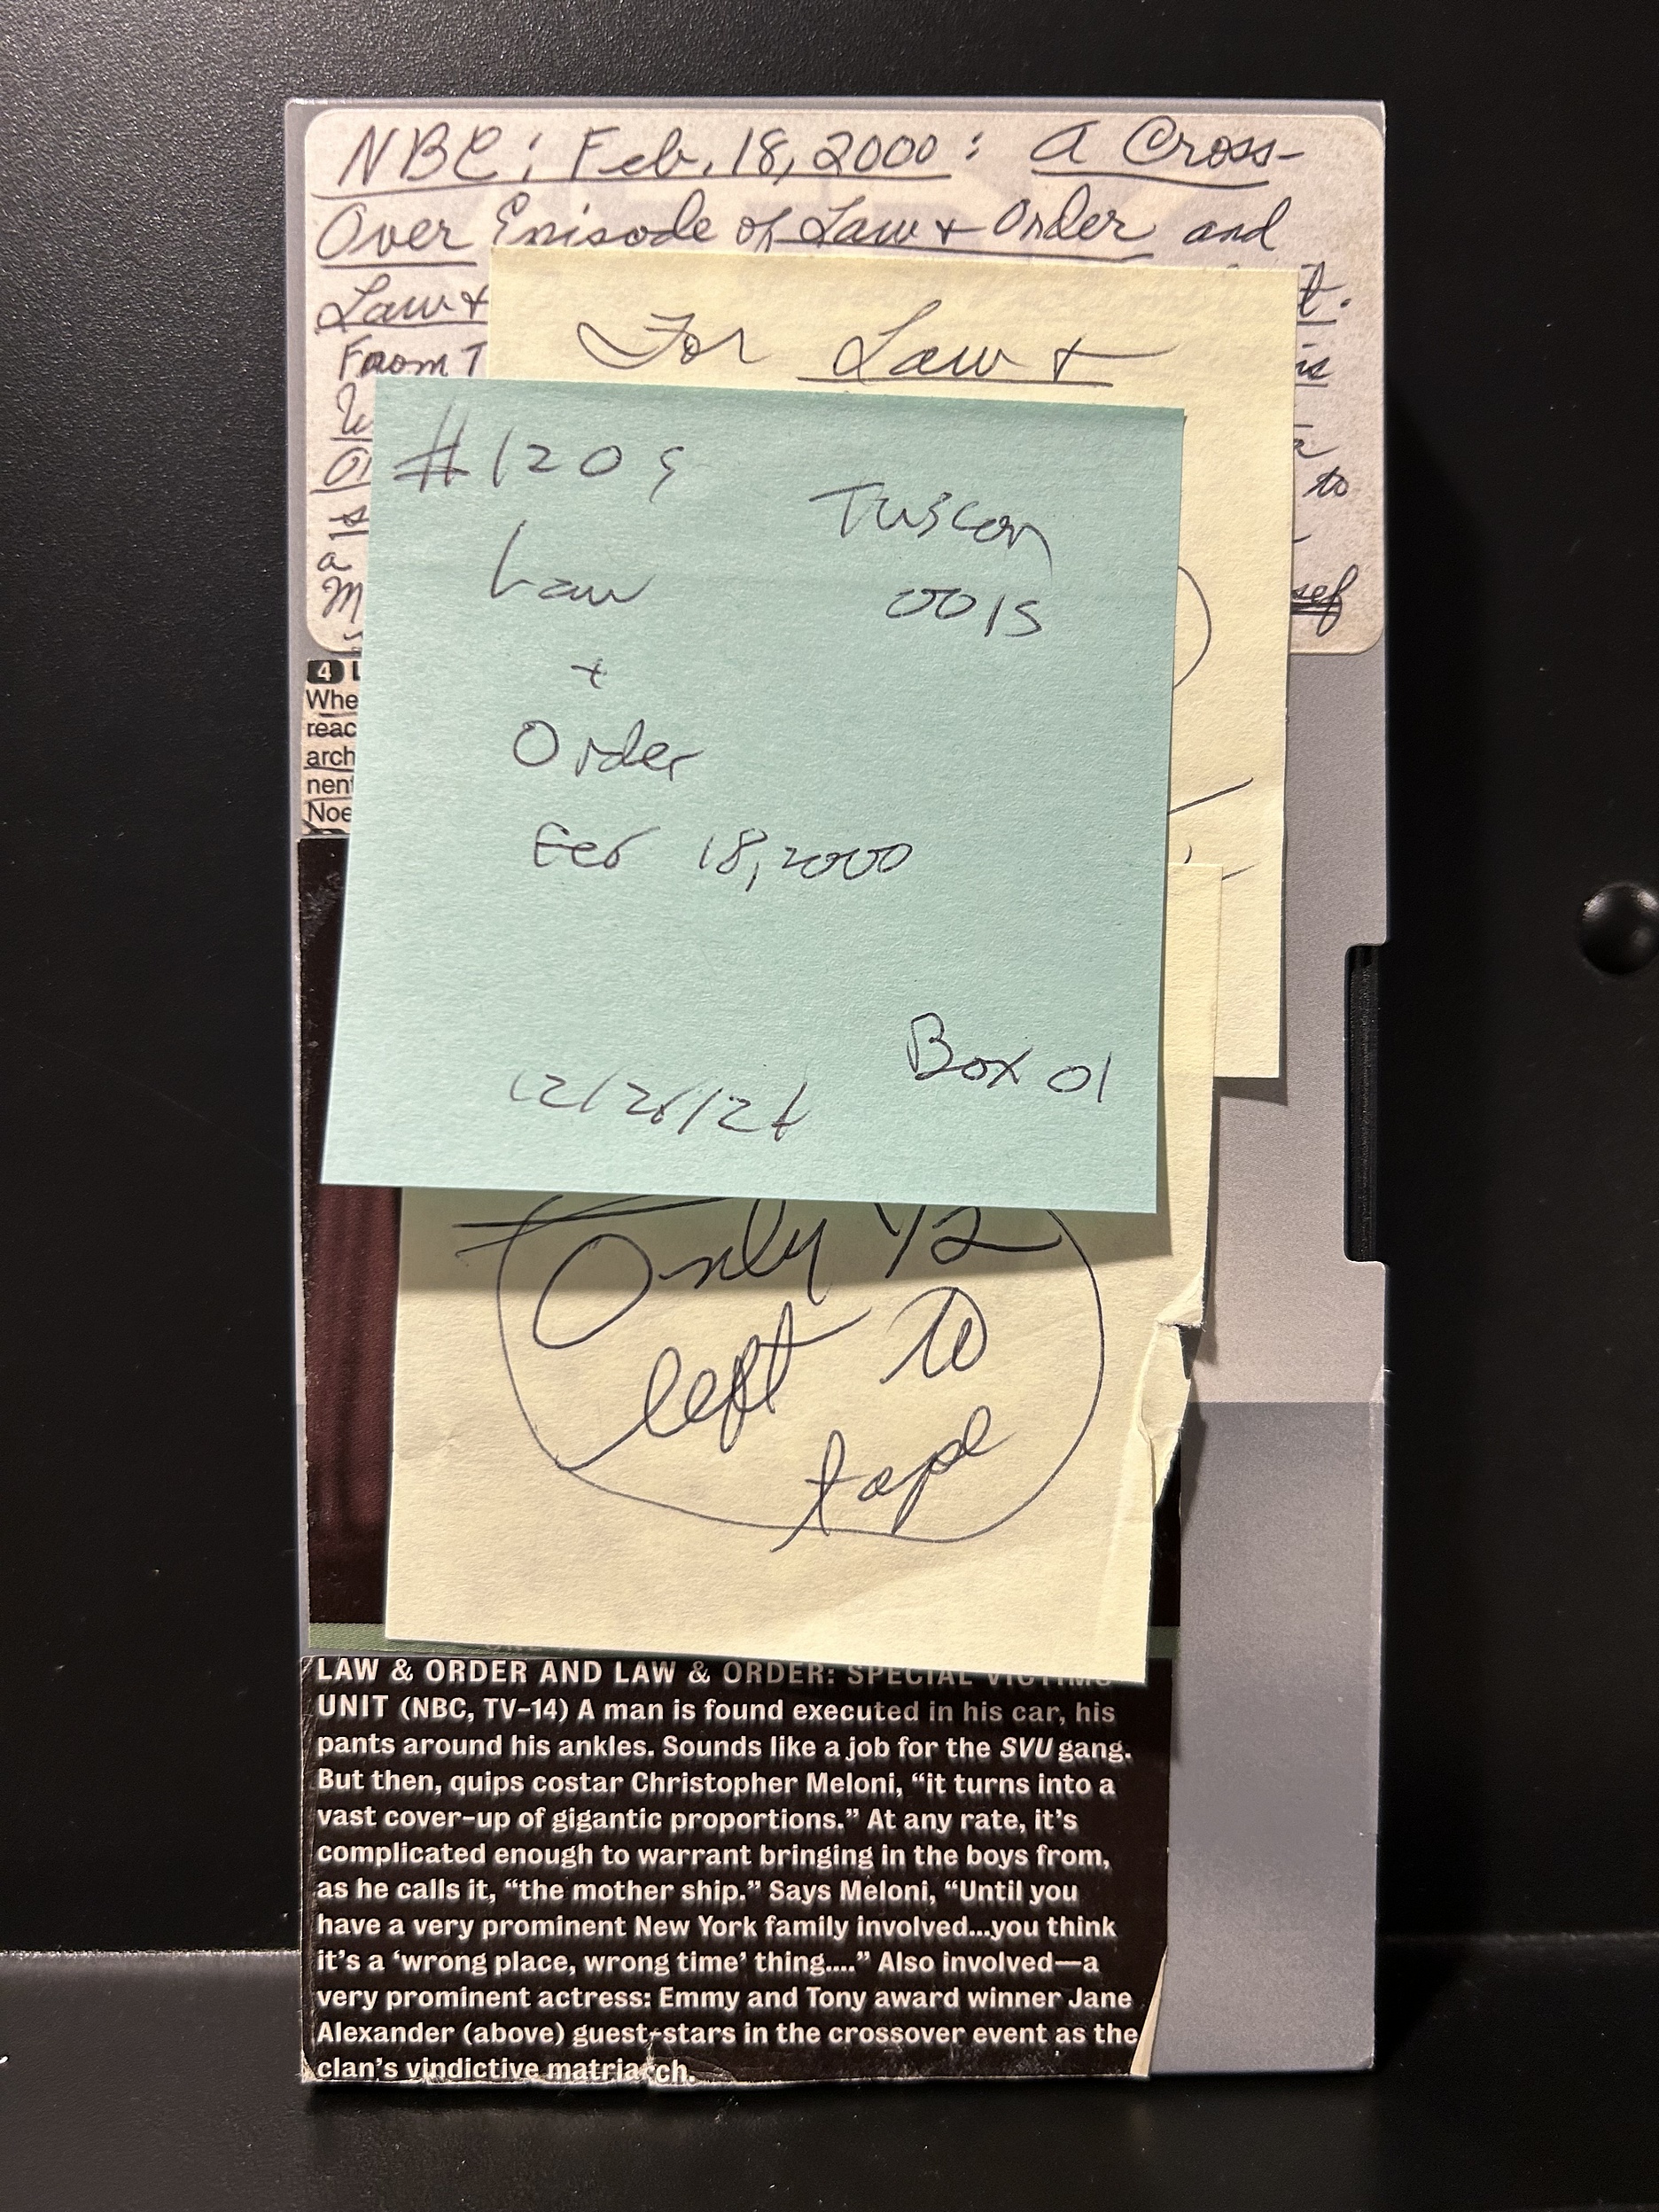 NBC: Feb. 18, 2000: A Cross-
Over Episode of Law + Order and
Law + t.
From T is
to
a sef
M
For Law +
#1209 Tuscon
Law 0015
+
Order
Feb 18, 2000
Box 01
4 L
Whe
reac
arch
nent
Noe
Only 1/2
left to
tape
LAW & ORDER AND LAW & ORDER: SPECIAL VICTIMS
UNIT (NBC, TV-14) A man is found executed in his car, his
pants around his ankles. Sounds like a job for the SVU gang.
But then, quips costar Christopher Meloni, “it turns into a
vast cover-up of gigantic proportions.” At any rate, it’s
complicated enough to warrant bringing in the boys from,
as he calls it, “the mother ship.” Says Meloni, “Until you
have a very prominent New York family involved...you think
it’s a ‘wrong place, wrong time’ thing....” Also involved—a
very prominent actress: Emmy and Tony award winner Jane
Alexander (above) guest-stars in the crossover event as the
clan’s vindictive matriarch.